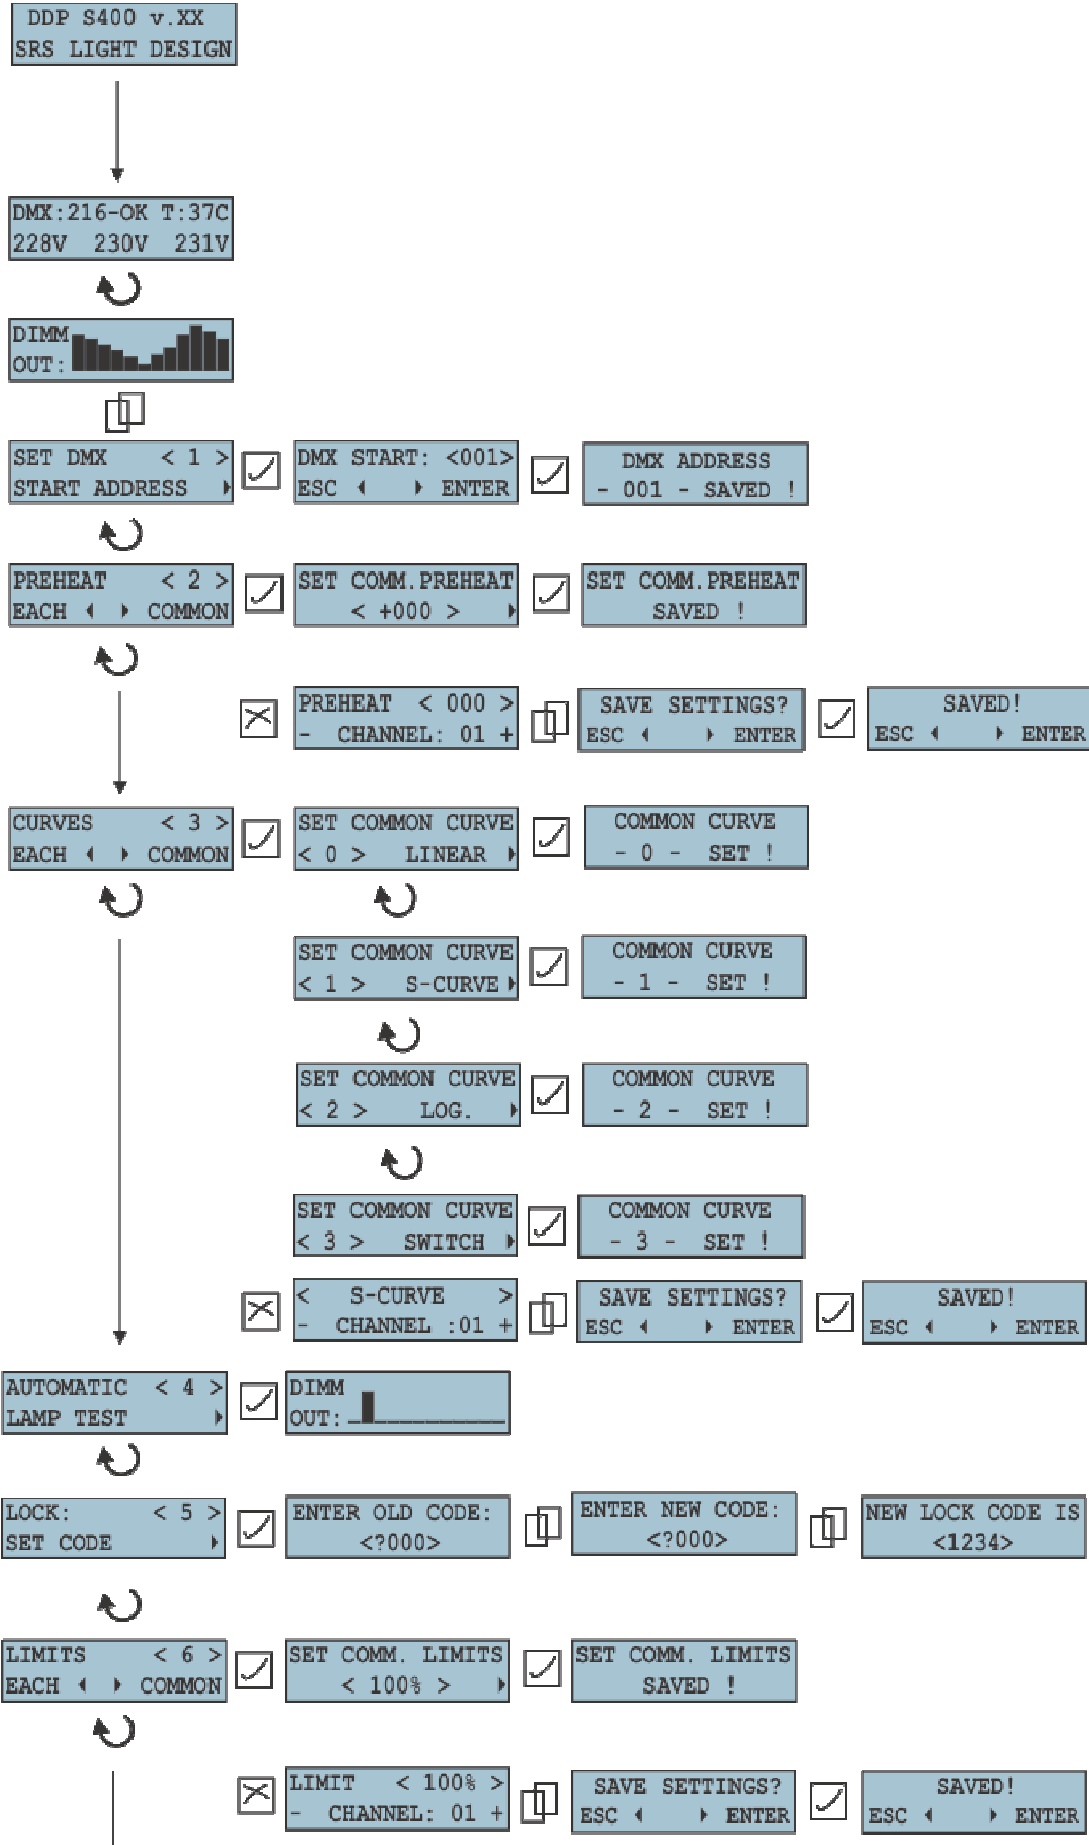 DDP S400 v.XX
SRS LIGHT DESIGN
DMX:216-OK T:37C
228V 230V 231V
DIMM
OUT:
SET DMX < 1 >
START ADDRESS
DMX START: <001>
ESC ENTER
DMX ADDRESS
- 001 - SAVED !
PREHEAT < 2 >
EACH COMMON
SET COMM.PREHEAT
< +000 >
SET COMM.PREHEAT
SAVED !
PREHEAT < 000 >
- CHANNEL: 01 +
SAVE SETTINGS?
ESC ENTER
SAVED!
ESC ENTER
CURVES < 3 >
EACH COMMON
SET COMMON CURVE
< 0 > LINEAR
COMMON CURVE
- 0 - SET !
SET COMMON CURVE
< 1 > S-CURVE
COMMON CURVE
- 1 - SET !
SET COMMON CURVE
< 2 > LOG.
COMMON CURVE
- 2 - SET !
SET COMMON CURVE
< 3 > SWITCH
COMMON CURVE
- 3 - SET !
< S-CURVE >
- CHANNEL :01 +
SAVE SETTINGS?
ESC ENTER
SAVED!
ESC ENTER
AUTOMATIC < 4 >
LAMP TEST
DIMM
OUT:
LOCK: < 5 >
SET CODE
ENTER OLD CODE:
<?000>
ENTER NEW CODE:
<?000>
NEW LOCK CODE IS
<1234>
LIMITS < 6 >
EACH COMMON
SET COMM. LIMITS
< 100% >
SET COMM. LIMITS
SAVED !
LIMIT < 100% >
- CHANNEL: 01 +
SAVE SETTINGS?
ESC ENTER
SAVED!
ESC ENTER